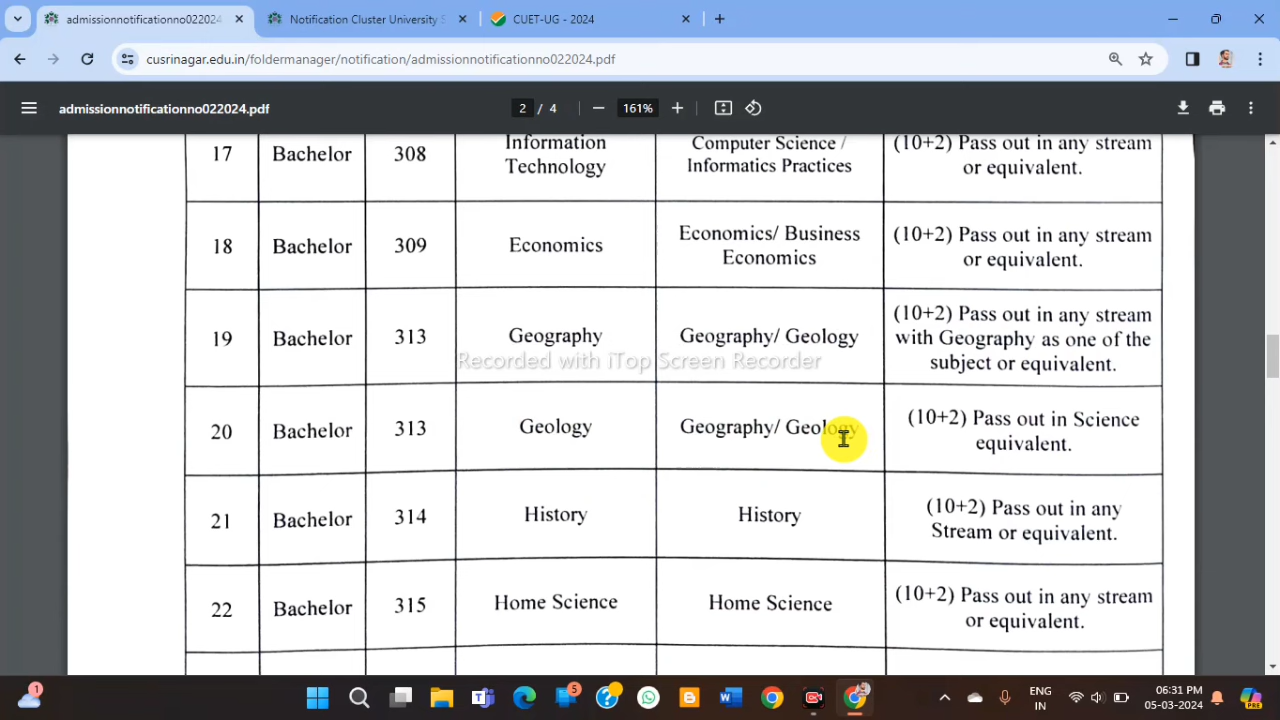 admissionnotificationno022024
Notification Cluster University S
CUET-UG - 2024
cusrinagar.edu.in/foldermanager/notification/admissionnotificationno022024.pdf
admissionnotificationno022024.pdf
2 / 4
161%
17 Bachelor 308 Information Technology Computer Science / Informatics Practices (10+2) Pass out in any stream or equivalent.
18 Bachelor 309 Economics Economics/ Business Economics (10+2) Pass out in any stream or equivalent.
19 Bachelor 313 Geography Geography/ Geology (10+2) Pass out in any stream with Geography as one of the subject or equivalent.
Recorded with iTop Screen Recorder
20 Bachelor 313 Geology Geography/ Geology (10+2) Pass out in Science equivalent.
21 Bachelor 314 History History (10+2) Pass out in any Stream or equivalent.
22 Bachelor 315 Home Science Home Science (10+2) Pass out in any stream or equivalent.
1
5
ENG
IN
06:31 PM
05-03-2024
PRE